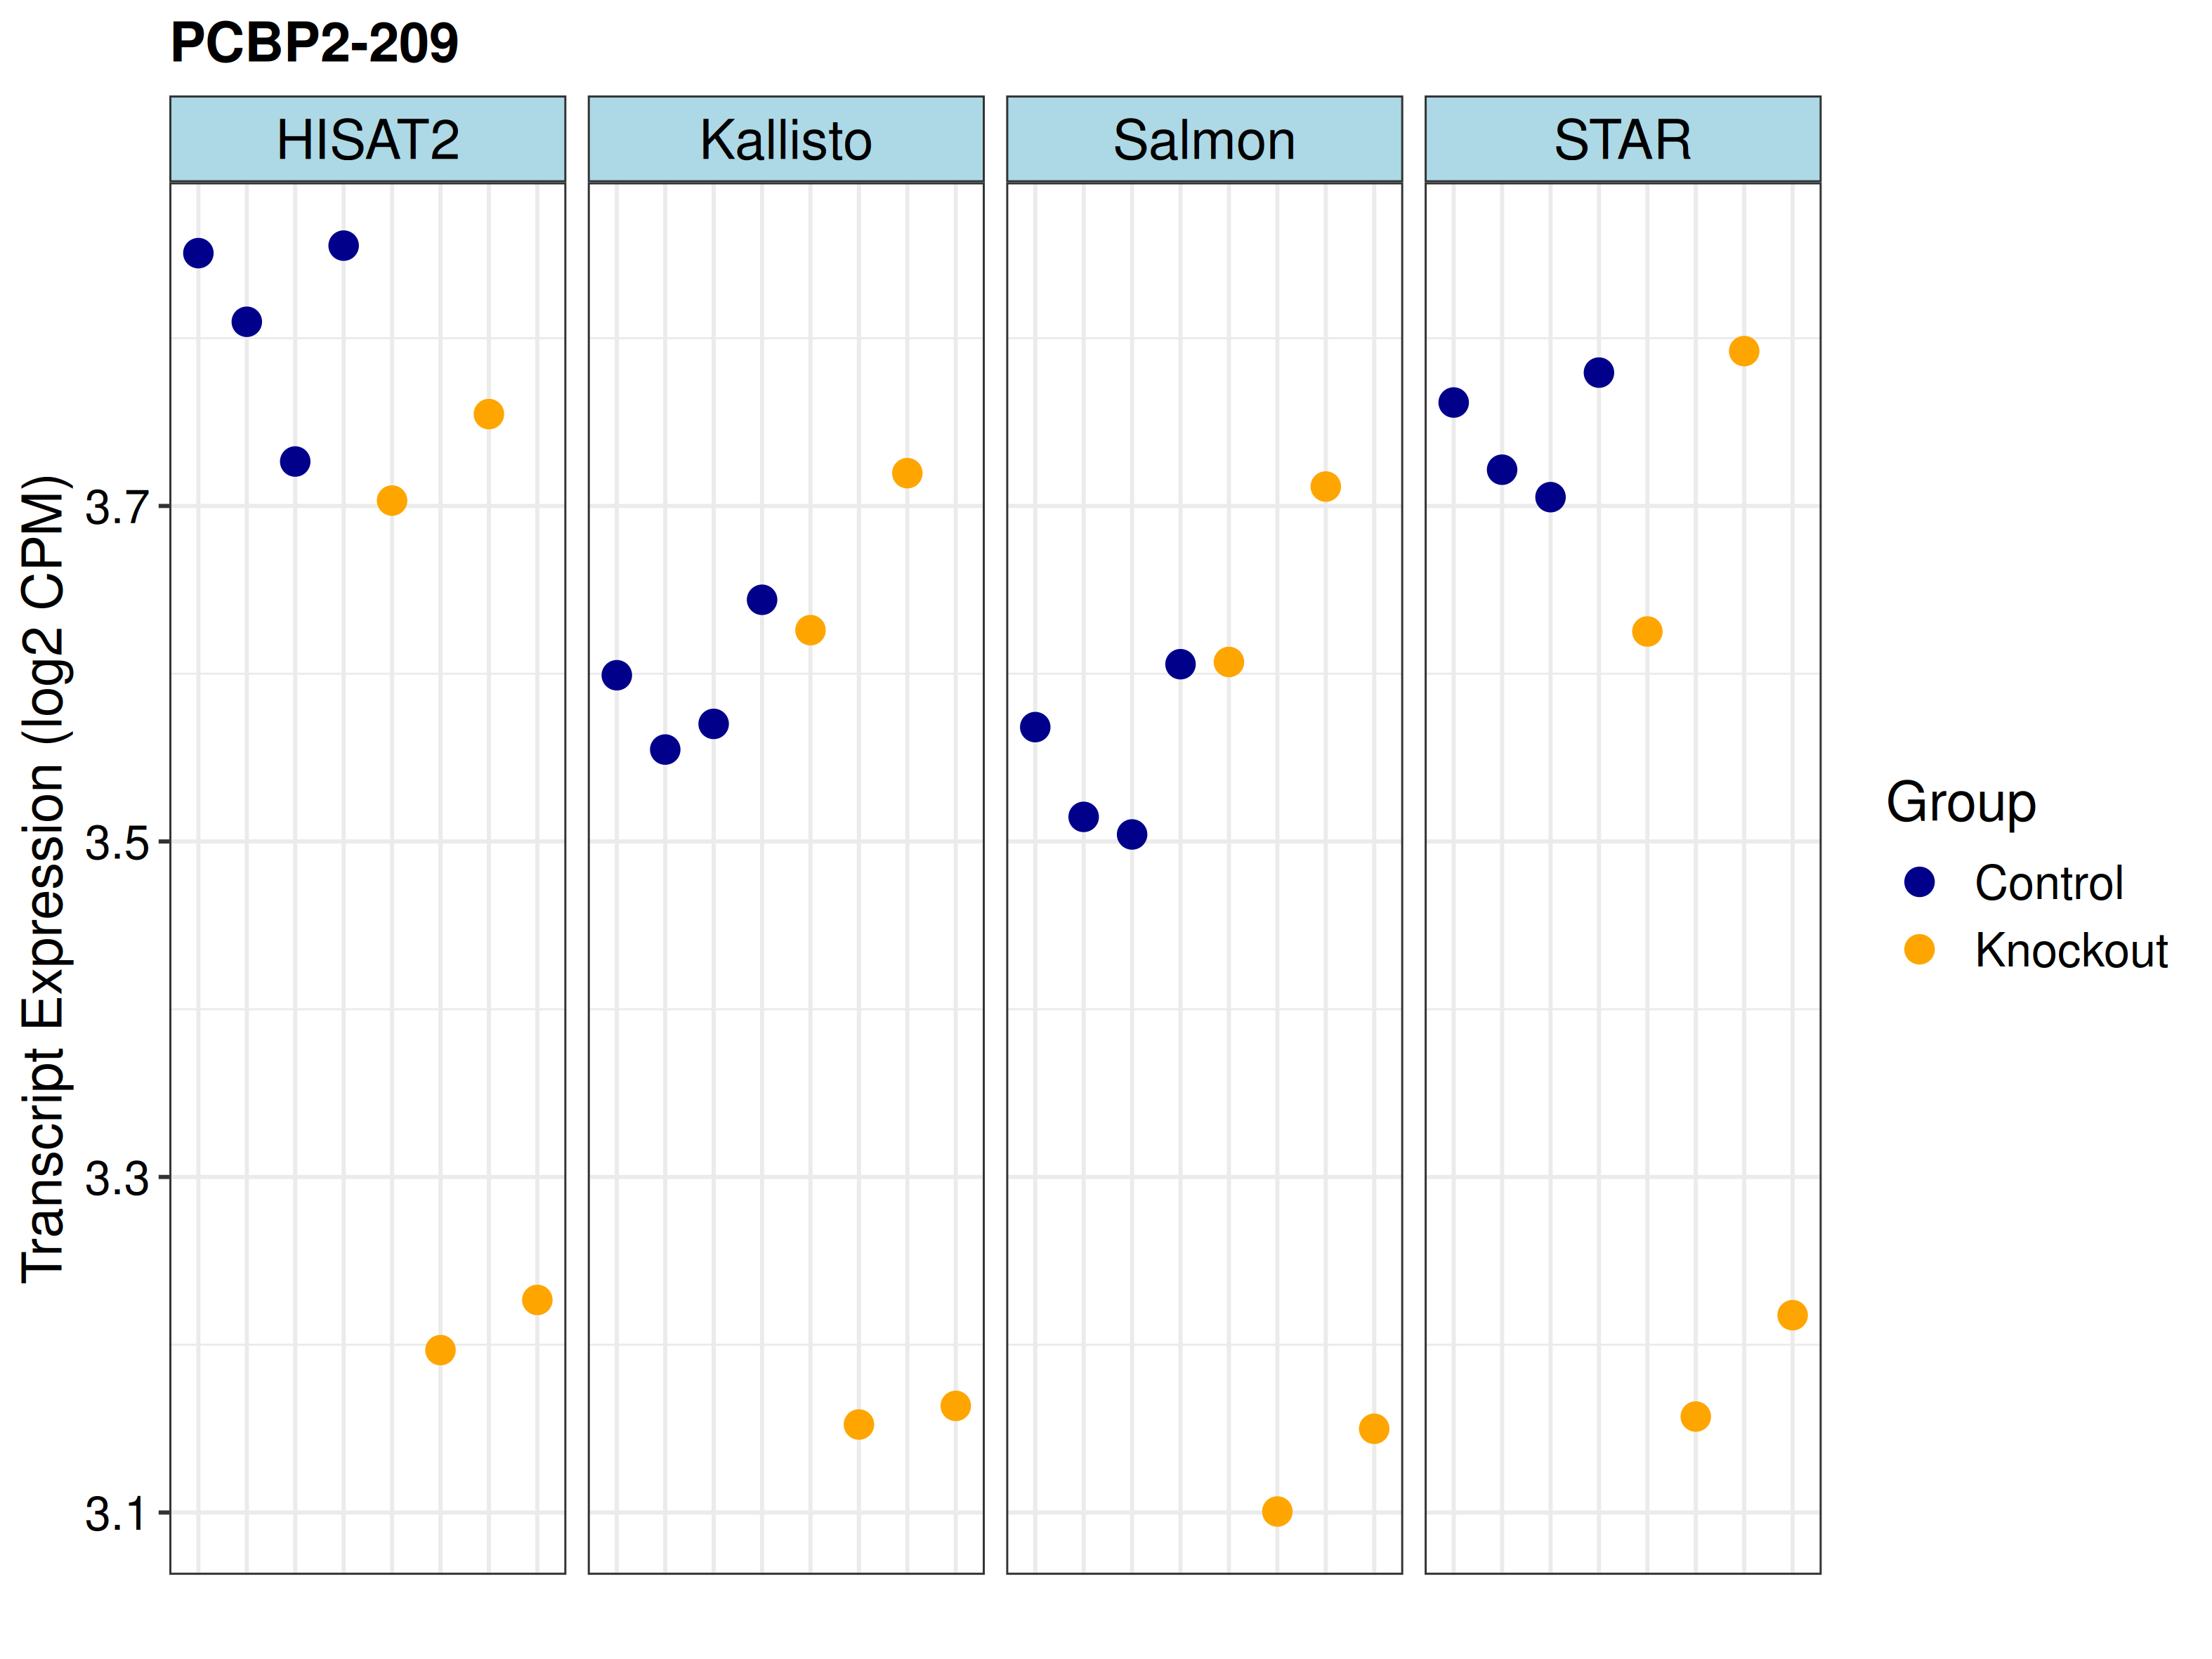 PCBP2-209
HISAT2
Kallisto
Salmon
STAR
Transcript Expression (log2 CPM)
3.7
3.5
3.3
3.1
Group
Control
Knockout